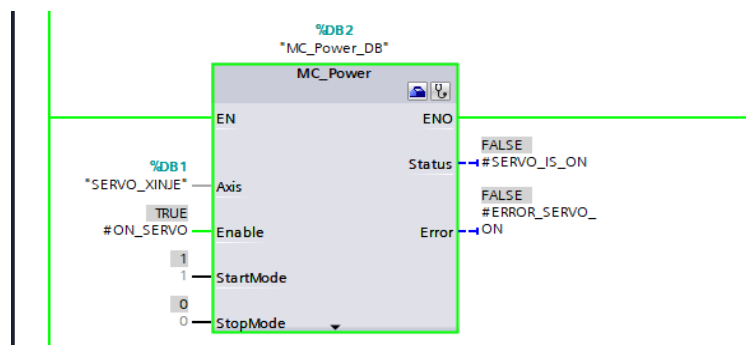 %DB2
"MC_Power_DB"
MC_Power
EN
ENO
FALSE
Status
#SERVO_IS_ON
%DB1
"SERVO_XINJE"
Axis
FALSE
#ERROR_SERVO_
ON
TRUE
#ON_SERVO
Enable
Error
1
1
StartMode
0
0
StopMode